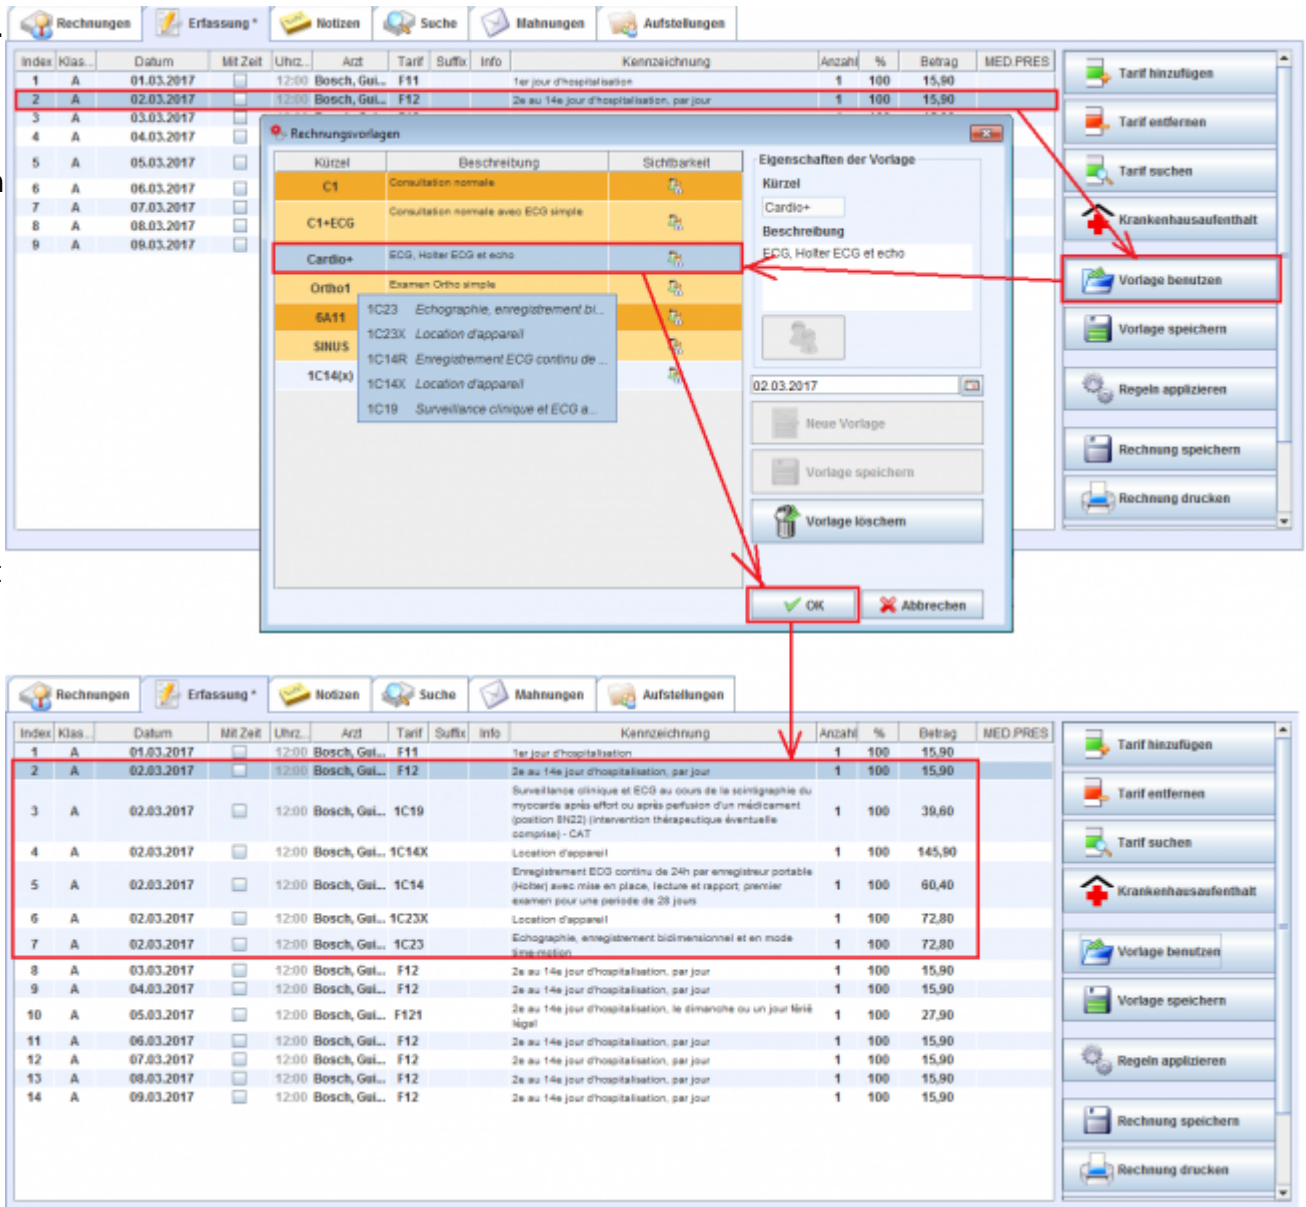 Rechnungen Erfassung * Notizen Suche Mahnungen Aufstellungen
Index Klas... Datum Mit Zeit Uhrz... Arzt Tarif Suffix Info Kennzeichnung Anzahl % Betrag MED.PRES
1 A 01.03.2017 12:00 Bosch, Gui... F11 1er jour d'hospitalisation 1 100 15,90
2 A 02.03.2017 12:00 Bosch, Gui... F12 2e au 14e jour d'hospitalisation, par jour 1 100 15,90
3 A 03.03.2017
4 A 04.03.2017
5 A 05.03.2017
6 A 06.03.2017
7 A 07.03.2017
8 A 08.03.2017
9 A 09.03.2017
Tarif hinzufügen
Tarif entfernen
Tarif suchen
Krankenhausaufenthalt
Vorlage benutzen
Vorlage speichern
Regeln applizieren
Rechnung speichern
Rechnung drucken
Rechnungsvorlagen
Kürzel Beschreibung Sichtbarkeit
C1 Consultation normale
C1+ECG Consultation normale avec ECG simple
Cardio+ ECG, Holter ECG et echo
Ortho1 Examen Ortho simple
6A11
SINUS
1C14(x)
1C23 Echographie, enregistrement bi...
1C23X Location d'appareil
1C14R Enregistrement ECG continu de ...
1C14X Location d'appareil
1C19 Surveillance clinique et ECG a...
Eigenschaften der Vorlage
Kürzel
Cardio+
Beschreibung
ECG, Holter ECG et echo
02.03.2017
Neue Vorlage
Vorlage speichern
Vorlage löschem
OK Abbrechen
Rechnungen Erfassung * Notizen Suche Mahnungen Aufstellungen
Index Klas... Datum Mit Zeit Uhrz... Arzt Tarif Suffix Info Kennzeichnung Anzahl % Betrag MED.PRES
1 A 01.03.2017 12:00 Bosch, Gui... F11 1er jour d'hospitalisation 1 100 15,90
2 A 02.03.2017 12:00 Bosch, Gui... F12 2e au 14e jour d'hospitalisation, par jour 1 100 15,90
Surveillance clinique et ECG au cours de la scintigraphie du
myocarde après effort ou après perfusion d'un médicament
3 A 02.03.2017 12:00 Bosch, Gui... 1C19 (position 8N22) (intervention thérapeutique éventuelle 1 100 39,60
comprise) - CAT
4 A 02.03.2017 12:00 Bosch, Gui... 1C14X Location d'appareil 1 100 145,90
Enregistrement ECG continu de 24h par enregistreur portable
5 A 02.03.2017 12:00 Bosch, Gui... 1C14 (Holter) avec mise en place, lecture et rapport; premier 1 100 60,40
examen pour une periode de 28 jours
6 A 02.03.2017 12:00 Bosch, Gui... 1C23X Location d'appareil 1 100 72,80
7 A 02.03.2017 12:00 Bosch, Gui... 1C23 Echographie, enregistrement bidimensionnel et en mode 1 100 72,80
time-motion
8 A 03.03.2017 12:00 Bosch, Gui... F12 2e au 14e jour d'hospitalisation, par jour 1 100 15,90
9 A 04.03.2017 12:00 Bosch, Gui... F12 2e au 14e jour d'hospitalisation, par jour 1 100 15,90
10 A 05.03.2017 12:00 Bosch, Gui... F121 2e au 14e jour d'hospitalisation, le dimanche ou un jour férié 1 100 27,90
légal
11 A 06.03.2017 12:00 Bosch, Gui... F12 2e au 14e jour d'hospitalisation, par jour 1 100 15,90
12 A 07.03.2017 12:00 Bosch, Gui... F12 2e au 14e jour d'hospitalisation, par jour 1 100 15,90
13 A 08.03.2017 12:00 Bosch, Gui... F12 2e au 14e jour d'hospitalisation, par jour 1 100 15,90
14 A 09.03.2017 12:00 Bosch, Gui... F12 2e au 14e jour d'hospitalisation, par jour 1 100 15,90
Tarif hinzufügen
Tarif entfernen
Tarif suchen
Krankenhausaufenthalt
Vorlage benutzen
Vorlage speichern
Regeln applizieren
Rechnung speichern
Rechnung drucken